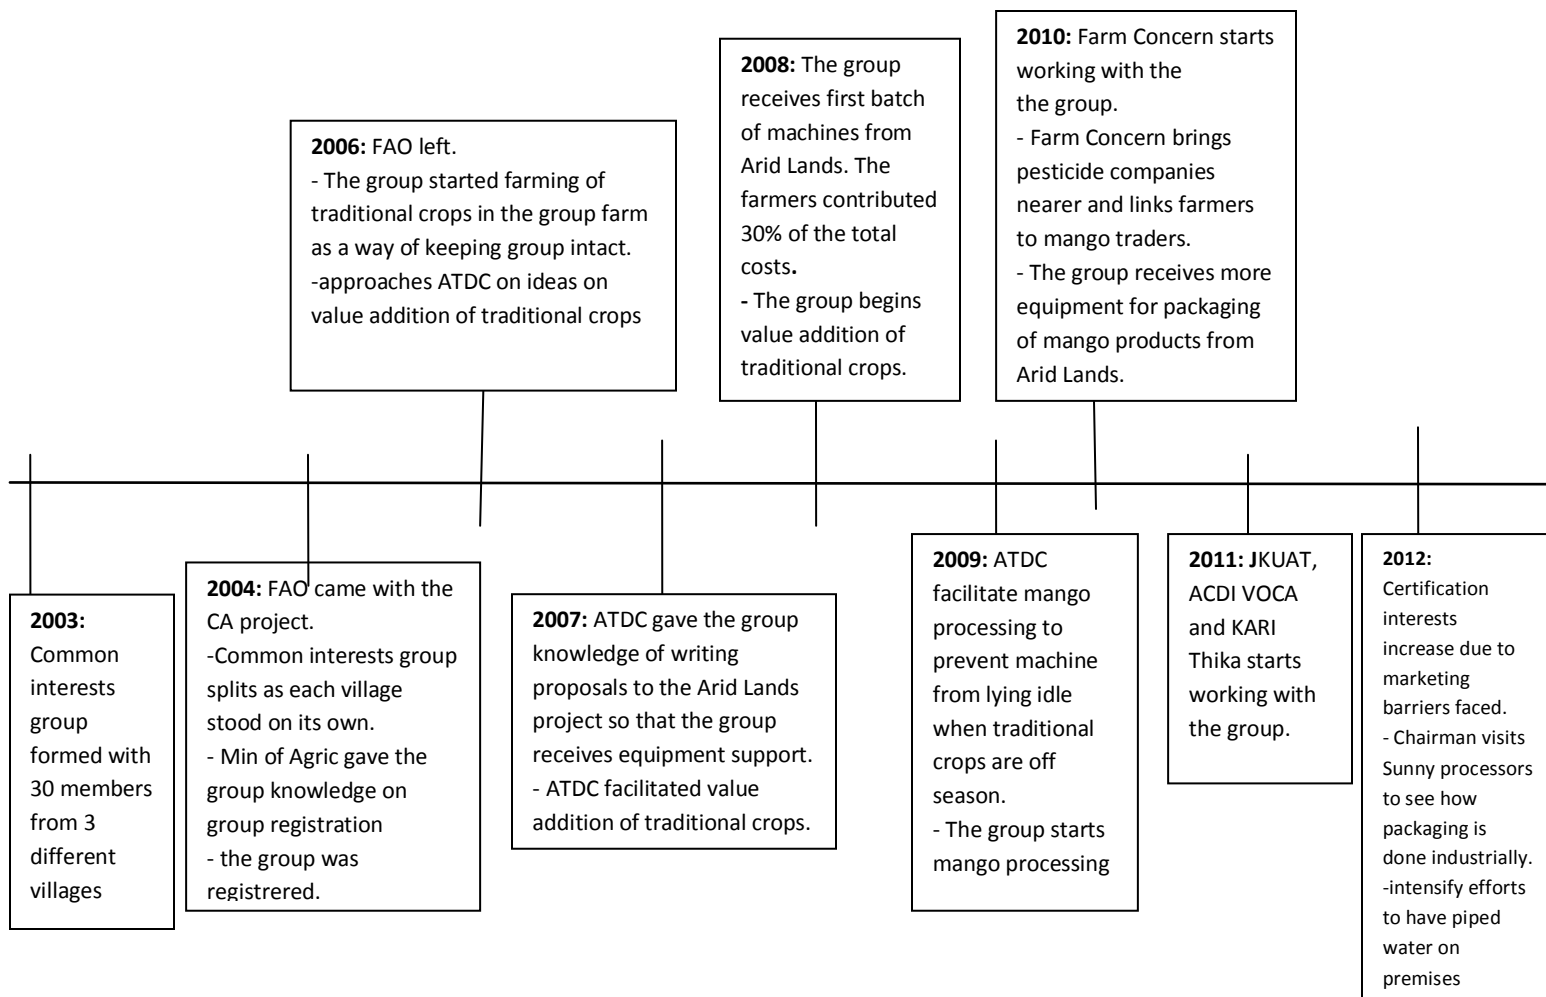 2003:
Common
interests
group
formed with
30 members
from 3
different
villages
2004: FAO came with the
CA project.
-Common interests group
splits as each village
stood on its own.
- Min of Agric gave the
group knowledge on
group registration
- the group was
registrered.
2006: FAO left.
- The group started farming of
traditional crops in the group farm
as a way of keeping group intact.
-approaches ATDC on ideas on
value addition of traditional crops
2007: ATDC gave the group
knowledge of writing
proposals to the Arid Lands
project so that the group
receives equipment support.
- ATDC facilitated value
addition of traditional crops.
2008: The group
receives first batch
of machines from
Arid Lands. The
farmers contributed
30% of the total
costs.
- The group begins
value addition of
traditional crops.
2009: ATDC
facilitate mango
processing to
prevent machine
from lying idle
when traditional
crops are off
season.
- The group starts
mango processing
2010: Farm Concern starts
working with the
the group.
- Farm Concern brings
pesticide companies
nearer and links farmers
to mango traders.
- The group receives more
equipment for packaging
of mango products from
Arid Lands.
2011: JKUAT,
ACDI VOCA
and KARI
Thika starts
working with
the group.
2012:
Certification
interests
increase due to
marketing
barriers faced.
- Chairman visits
Sunny processors
to see how
packaging is
done industrially.
-intensify efforts
to have piped
water on
premises